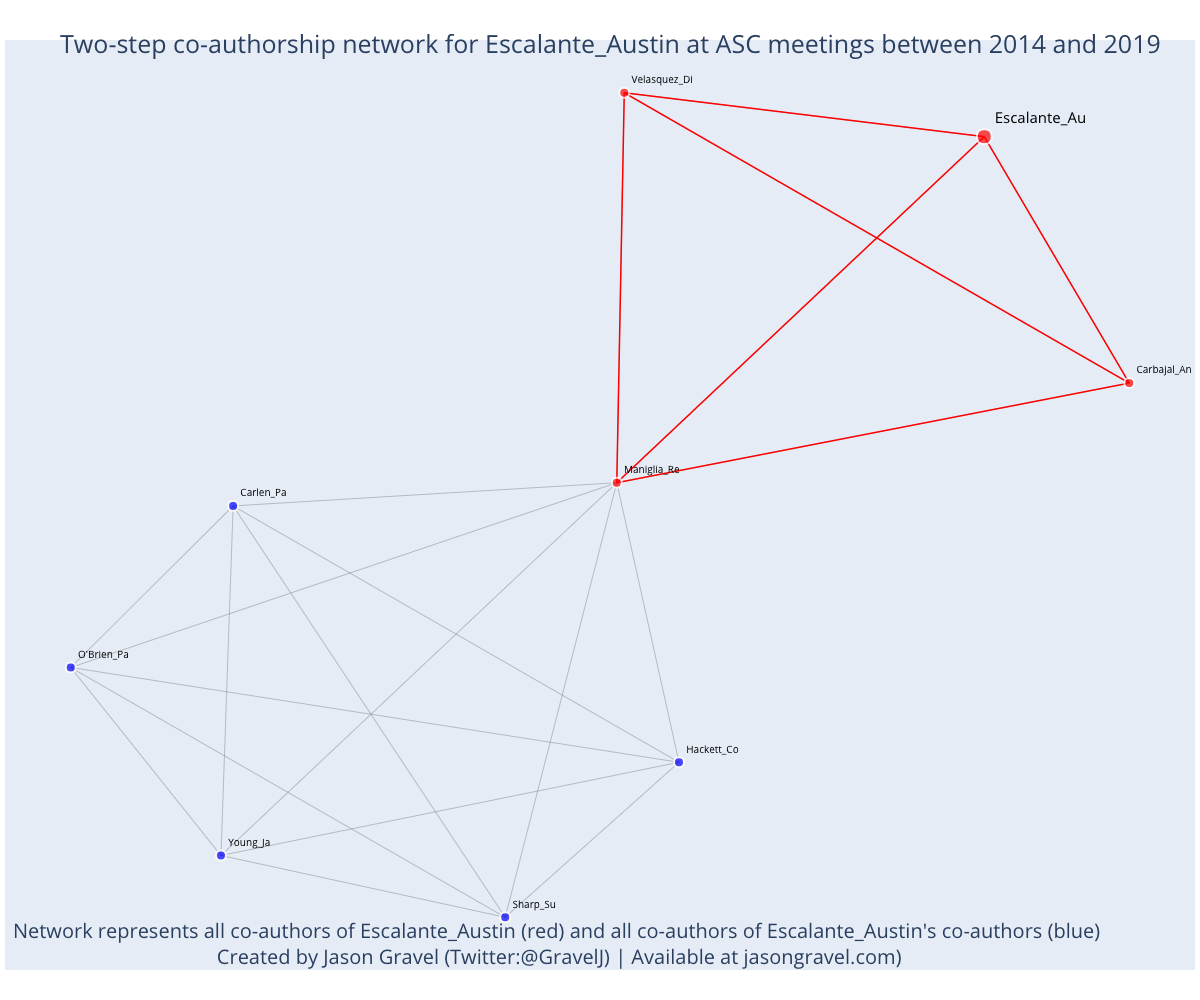 Two-step co-authorship network for Escalante_Austin at ASC meetings between 2014 and 2019
Velasquez_Di
Escalante_Au
Carbajal_An
Maniglia_Re
Carlen_Pa
O'Brien_Pa
Hackett_Co
Young_Ja
Sharp_Su
Network represents all co-authors of Escalante_Austin (red) and all co-authors of Escalante_Austin's co-authors (blue)
Created by Jason Gravel (Twitter:@GravelJ) | Available at jasongravel.com)